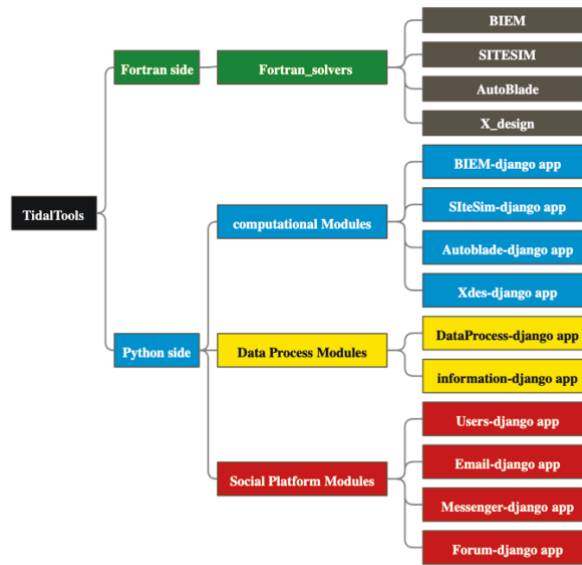 TidalTools
Fortran side
Fortran_solvers
BIEM
SITESIM
AutoBlade
X_design
Python side
computational Modules
BIEM-django app
SIteSim-django app
Autoblade-django app
Xdes-django app
Data Process Modules
DataProcess-django app
information-django app
Social Platform Modules
Users-django app
Email-django app
Messenger-django app
Forum-django app